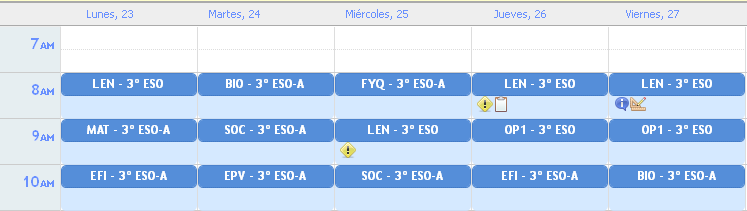 Lunes, 23 Martes, 24 Miércoles, 25 Jueves, 26 Viernes, 27
7AM
8AM LEN - 3º ESO BIO - 3º ESO-A FYQ - 3º ESO-A LEN - 3º ESO LEN - 3º ESO
9AM MAT - 3º ESO-A SOC - 3º ESO-A LEN - 3º ESO OP1 - 3º ESO OP1 - 3º ESO
10AM EFI - 3º ESO-A EPV - 3º ESO-A SOC - 3º ESO-A EFI - 3º ESO-A BIO - 3º ESO-A